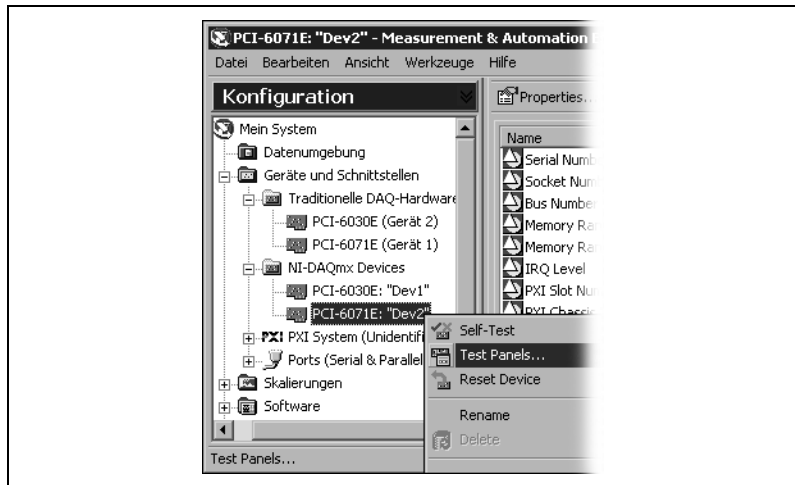 PCI-6071E: "Dev2" - Measurement & Automation
Datei Bearbeiten Ansicht Werkzeuge Hilfe
Konfiguration
Properties...
Mein System
Datenumgebung
Geräte und Schnittstellen
Traditionelle DAQ-Hardware
PCI-6030E (Gerät 2)
PCI-6071E (Gerät 1)
NI-DAQmx Devices
PCI-6030E: "Dev1"
PCI-6071E: "Dev2"
PXI PXI System (Unidentifi
Ports (Serial & Parallel
Skalierungen
Software
Name
Serial Numb
Socket Num
Bus Number
Memory Ra
Memory Ra
IRQ Level
PXI Slot Nu
PXI Chassis
Self-Test
Test Panels...
Reset Device
Rename
Delete
Test Panels...